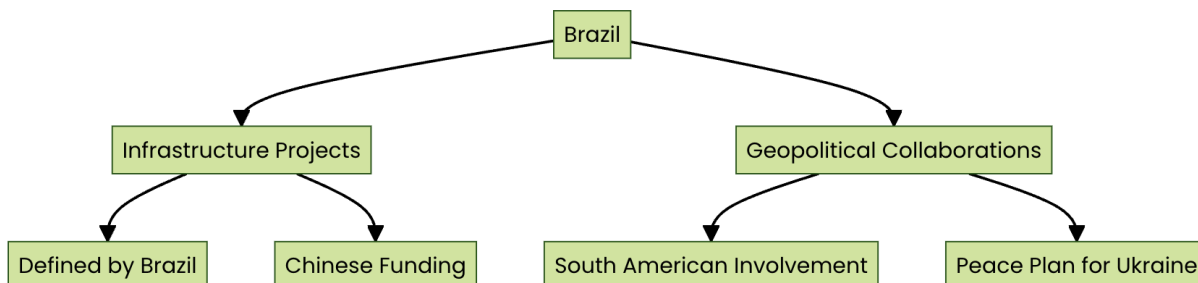 Brazil
Infrastructure Projects
Geopolitical Collaborations
Defined by Brazil
Chinese Funding
South American Involvement
Peace Plan for Ukraine